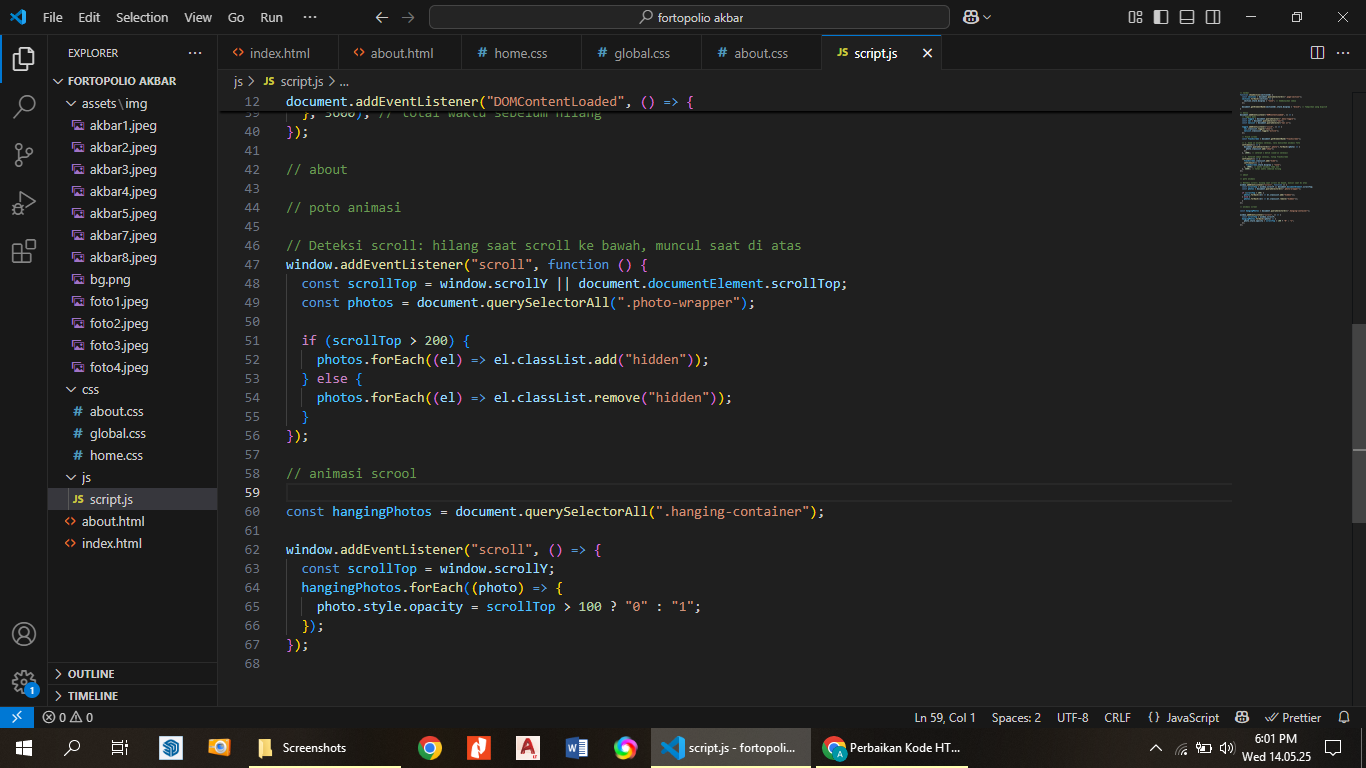 File Edit Selection View Go Run ··· fortopolio akbar
EXPLORER ···
index.html about.html home.css global.css about.css JS script.js
FORTOPOLIO AKBAR
js > JS script.js > ...
assets\img
akbar1.jpeg
akbar2.jpeg
akbar3.jpeg
akbar4.jpeg
akbar5.jpeg
akbar7.jpeg
akbar8.jpeg
bg.png
foto1.jpeg
foto2.jpeg
foto3.jpeg
foto4.jpeg
css
# about.css
# global.css
# home.css
js
JS script.js
about.html
index.html
OUTLINE
TIMELINE
12 document.addEventListener("DOMContentLoaded", () => {
39 }, 3000); // total waktu sebelum hilang
40 });
41
42 // about
43
44 // poto animasi
45
46 // Deteksi scroll: hilang saat scroll ke bawah, muncul saat di atas
47 window.addEventListener("scroll", function () {
48 const scrollTop = window.scrollY || document.documentElement.scrollTop;
49 const photos = document.querySelectorAll(".photo-wrapper");
50
51 if (scrollTop > 200) {
52 photos.forEach((el) => el.classList.add("hidden"));
53 } else {
54 photos.forEach((el) => el.classList.remove("hidden"));
55 }
56 });
57
58 // animasi scrool
59
60 const hangingPhotos = document.querySelectorAll(".hanging-container");
61
62 window.addEventListener("scroll", () => {
63 const scrollTop = window.scrollY;
64 hangingPhotos.forEach((photo) => {
65 photo.style.opacity = scrollTop > 100 ? "0" : "1";
66 });
67 });
68
1
0 0 Ln 59, Col 1 Spaces: 2 UTF-8 CRLF {} JavaScript Prettier
Screenshots script.js - fortopoli... Perbaikan Kode HT... 6:01 PM
Wed 14.05.25